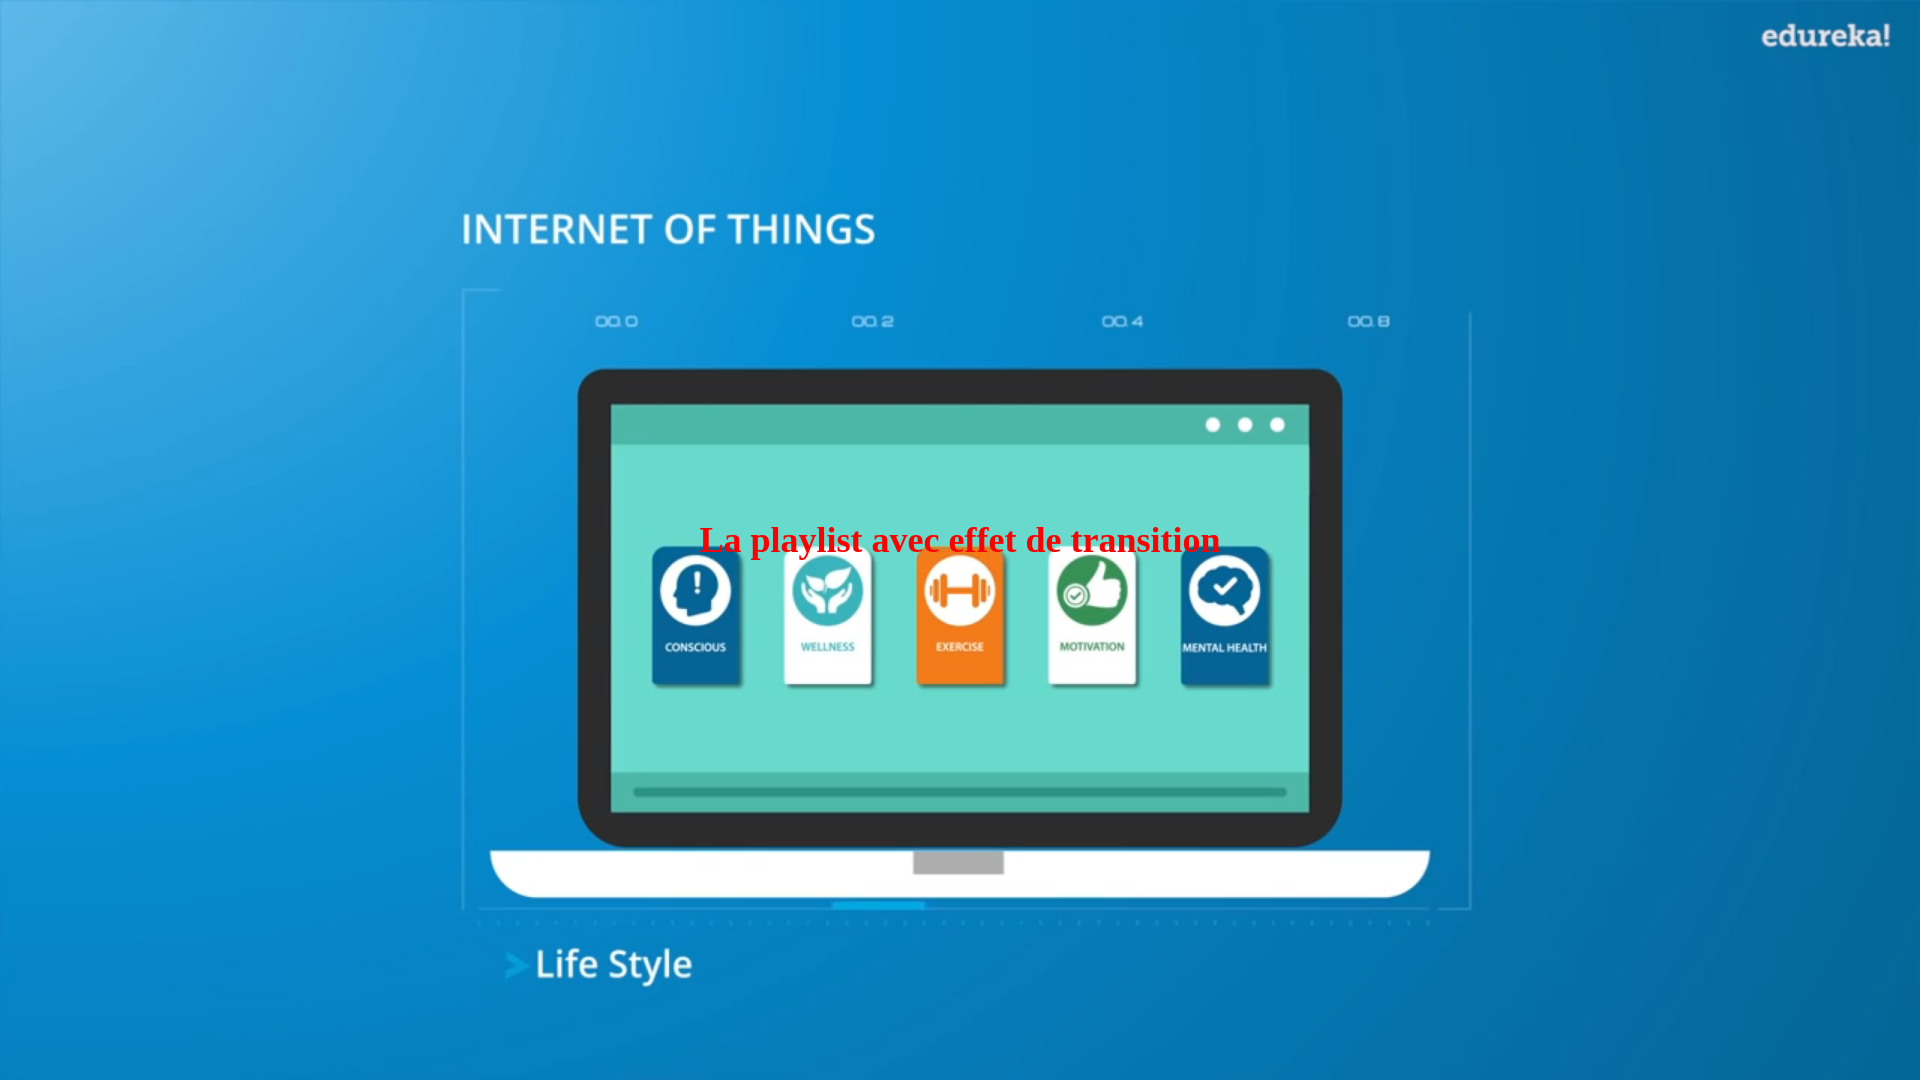 edureka!
INTERNET OF THINGS
00.0 00.2 00.4 00.8
La playlist avec effet de transition
CONSCIOUS WELLNESS EXERCISE MOTIVATION MENTAL HEALTH
> Life Style